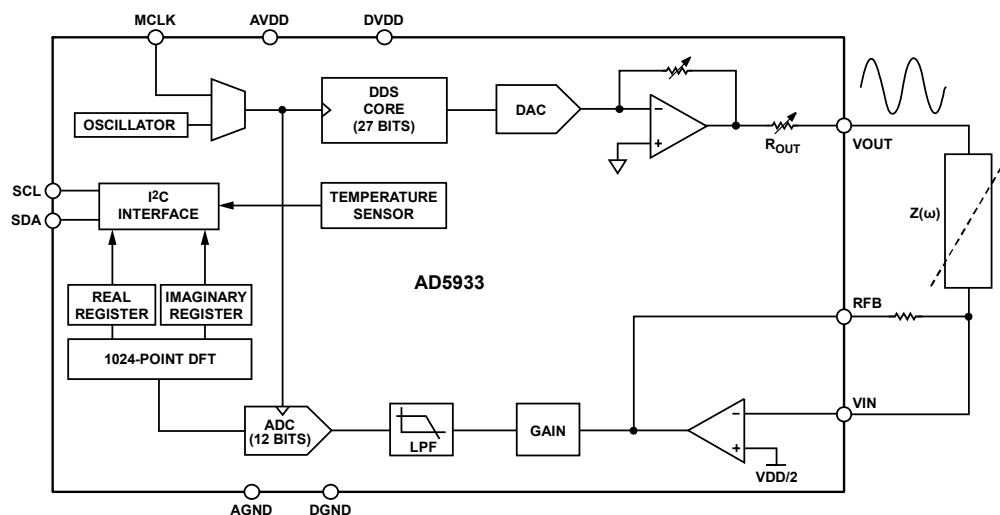 MCLK
AVDD
DVDD
OSCILLATOR
DDS
CORE
(27 BITS)
DAC
ROUT
VOUT
SCL
SDA
I2C
INTERFACE
TEMPERATURE
SENSOR
Z(ω)
AD5933
REAL
REGISTER
IMAGINARY
REGISTER
RFB
1024-POINT DFT
VIN
ADC
(12 BITS)
LPF
GAIN
VDD/2
AGND
DGND